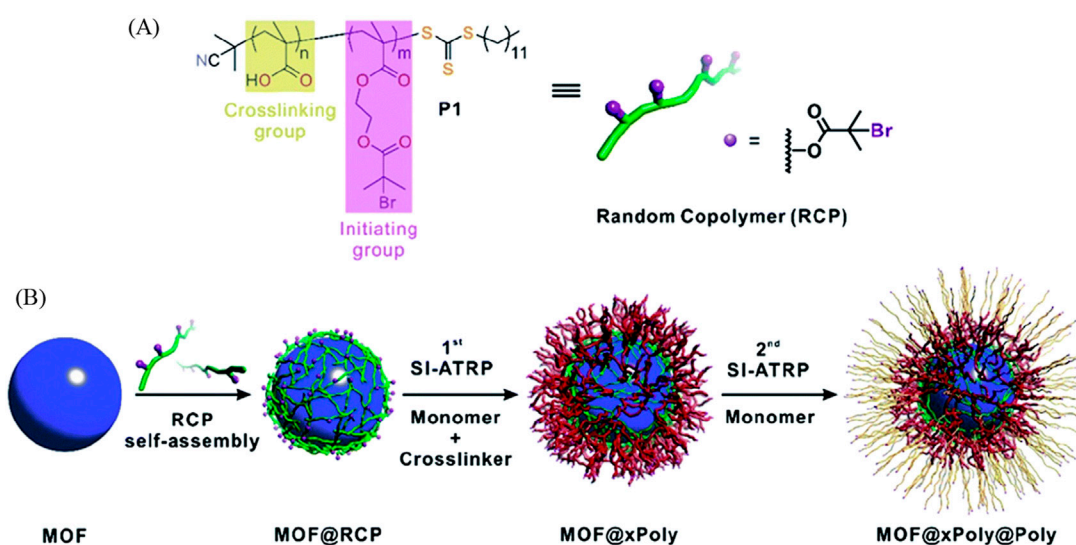 (A)
NC
n
m
S
S
S
11
HO
O
O
O
O
O
Br
P1
Crosslinking
group
Initiating
group
=
O
O
Br
Random Copolymer (RCP)
(B)
RCP
self-assembly
1st
SI-ATRP
Monomer
+
Crosslinker
2nd
SI-ATRP
Monomer
MOF
MOF@RCP
MOF@xPoly
MOF@xPoly@Poly